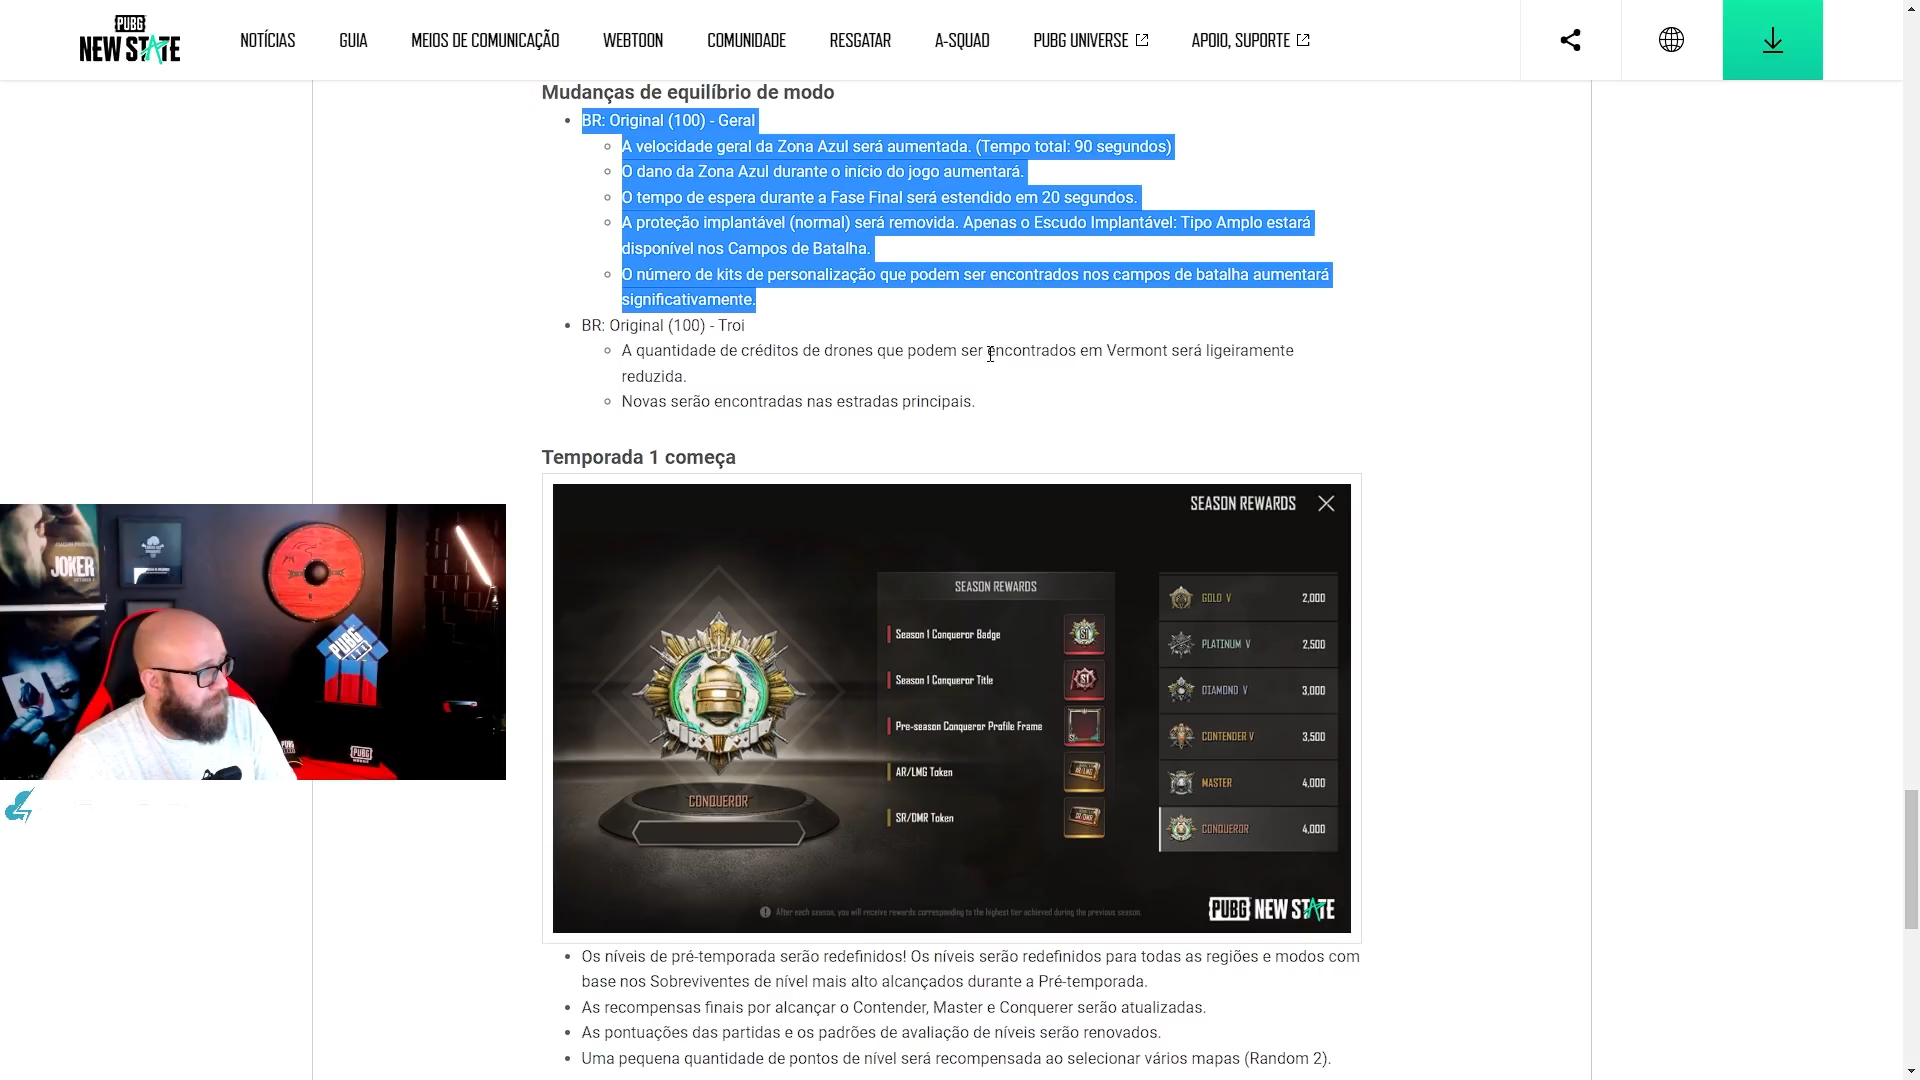 PUBG
NEW STATE
NOTÍCIAS
GUIA
MEIOS DE COMUNICAÇÃO
WEBTOON
COMUNIDADE
RESGATAR
A-SQUAD
PUBG UNIVERSE
APOIO, SUPORTE
Mudanças de equilíbrio de modo
BR: Original (100) - Geral
A velocidade geral da Zona Azul será aumentada. (Tempo total: 90 segundos)
O dano da Zona Azul durante o início do jogo aumentará.
O tempo de espera durante a Fase Final será estendido em 20 segundos.
A proteção implantável (normal) será removida. Apenas o Escudo Implantável: Tipo Amplo estará
disponível nos Campos de Batalha.
O número de kits de personalização que podem ser encontrados nos campos de batalha aumentará
significativamente.
BR: Original (100) - Troi
A quantidade de créditos de drones que podem ser encontrados em Vermont será ligeiramente
reduzida.
Novas serão encontradas nas estradas principais.
Temporada 1 começa
SEASON REWARDS
SEASON REWARDS
Season 1 Conqueror Badge
Season 1 Conqueror Title
Pre-season Conqueror Profile Frame
AR/LMG Token
SR/DMR Token
GOLD V 2,000
PLATINUM V 2,500
DIAMOND V 3,000
CONTENDER V 3,500
MASTER 4,000
CONQUEROR 4,000
CONQUEROR
After each season, you will receive rewards corresponding to the highest tier achieved during the previous season.
PUBG NEW STATE
JOKER
PUBG
PUBG
Os níveis de pré-temporada serão redefinidos! Os níveis serão redefinidos para todas as regiões e modos com
base nos Sobreviventes de nível mais alto alcançados durante a Pré-temporada.
As recompensas finais por alcançar o Contender, Master e Conquerer serão atualizadas.
As pontuações das partidas e os padrões de avaliação de níveis serão renovados.
Uma pequena quantidade de pontos de nível será recompensada ao selecionar vários mapas (Random 2).